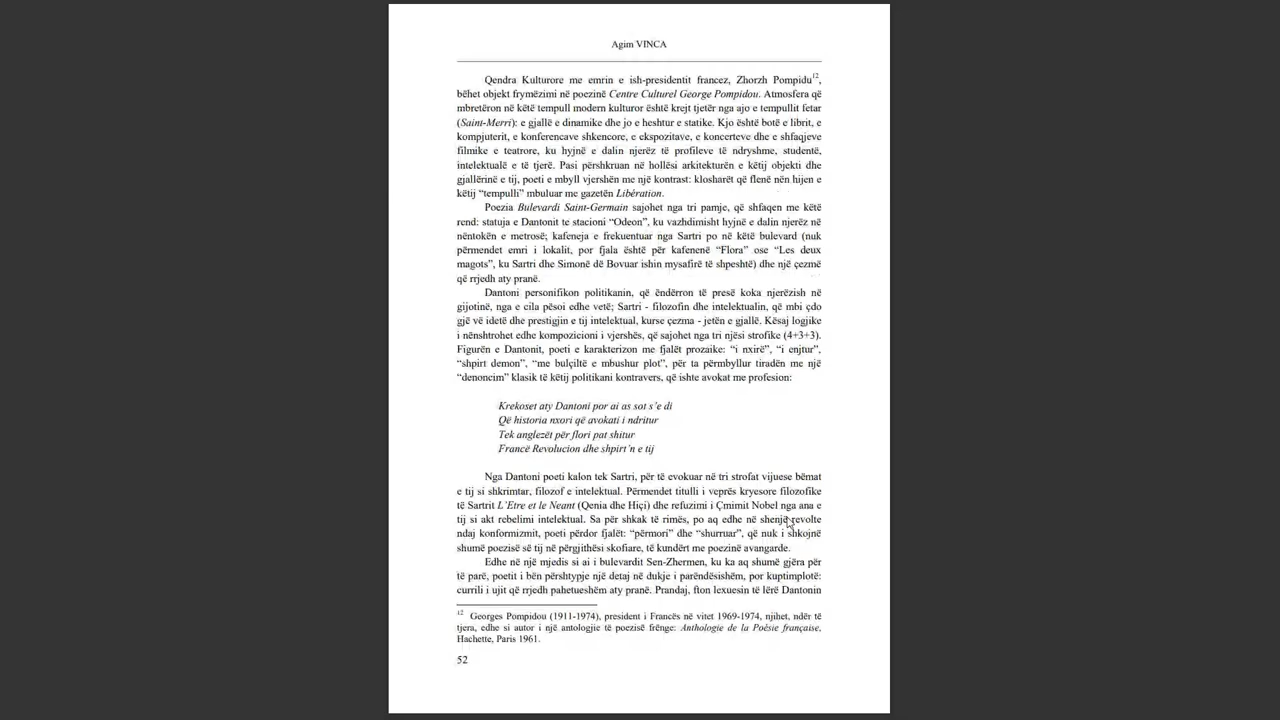 Agim VINCA
Qendra Kulturore me emrin e ish-presidentit francez, Zhorzh Pompidu12,
bëhet objekt frymëzimi në poezinë Centre Culturel George Pompidou. Atmosfera që
mbretëron në këtë tempull modern kulturor është krejt tjetër nga ajo e tempullit fetar
(Saint-Merri): e gjallë e dinamike dhe jo e heshtur e statike. Kjo është botë e librit, e
kompjuterit, e konferencave shkencore, e ekspozitave, e koncerteve dhe e shfaqjeve
filmike e teatrore, ku hyjnë e dalin njerëz të profileve të ndryshme, studentë,
intelektualë e të tjerë. Pasi përshkruan në hollësi arkitekturën e këtij objekti dhe
gjallërinë e tij, poeti e mbyll vjershën me një kontrast: klosharët që flenë nën hijen e
këtij “tempulli” mbuluar me gazetën Libèration.
Poezia Bulevardi Saint-Germain sajohet nga tri pamje, që shfaqen me këtë
rend: statuja e Dantonit te stacioni “Odeon”, ku vazhdimisht hyjnë e dalin njerëz në
nëntokën e metrosë; kafeneja e frekuentuar nga Sartri po në këtë bulevard (nuk
përmendet emri i lokalit, por fjala është për kafenenë “Flora” ose “Les deux
magots”, ku Sartri dhe Simonë dë Bovuar ishin mysafirë të shpeshtë) dhe një çezmë
që rrjedh aty pranë.
Dantoni personifikon politikanin, që ëndërron të presë koka njerëzish në
gijotinë, nga e cila pësoi edhe vetë; Sartri - filozofin dhe intelektualin, që mbi çdo
gjë vë idetë dhe prestigjin e tij intelektual, kurse çezma - jetën e gjallë. Kësaj logjike
i nënshtrohet edhe kompozicioni i vjershës, që sajohet nga tri njësi strofike (4+3+3).
Figurën e Dantonit, poeti e karakterizon me fjalët prozaike: “i nxirë”, “i enjtur”,
“shpirt demon”, “me bulçiltë e mbushur plot”, për ta përmbyllur tiradën me një
“denoncim” klasik të këtij politikani kontravers, që ishte avokat me profesion:
Krekoset aty Dantoni por ai as sot s’e di
Që historia nxori që avokati i ndritur
Tek anglezët për flori pat shitur
Francë Revolucion dhe shpirt’n e tij
Nga Dantoni poeti kalon tek Sartri, për të evokuar në tri strofat vijuese bëmat
e tij si shkrimtar, filozof e intelektual. Përmendet titulli i veprës kryesore filozofike
të Sartrit L’Etre et le Neant (Qenia dhe Hiçi) dhe refuzimi i Çmimit Nobel nga ana e
tij si akt rebelimi intelektual. Sa për shkak të rimës, po aq edhe në shenjë revolte
ndaj konformizmit, poeti përdor fjalët: “përmori” dhe “shurruar”, që nuk i shkojnë
shumë poezisë së tij në përgjithësi skofiare, të kundërt me poezinë avangarde.
Edhe në një mjedis si ai i bulevardit Sen-Zhermen, ku ka aq shumë gjëra për
të parë, poetit i bën përshtypje një detaj në dukje i parëndësishëm, por kuptimplotë:
currili i ujit që rrjedh pahetueshëm aty pranë. Prandaj, fton lexuesin të lërë Dantonin
12 Georges Pompidou (1911-1974), president i Francës në vitet 1969-1974, njihet, ndër të
tjera, edhe si autor i një antologjie të poezisë frënge: Anthologie de la Poèsie française,
Hachette, Paris 1961.
52